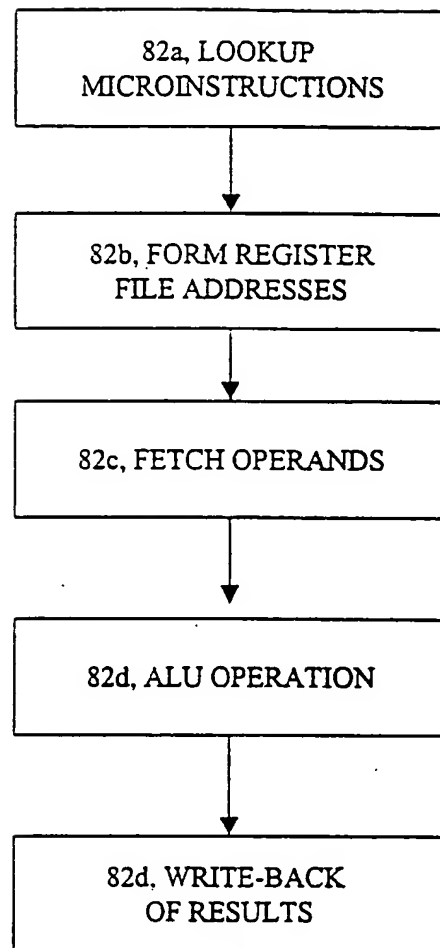 82a, LOOKUP
MICROINSTRUCTIONS
82b, FORM REGISTER
FILE ADDRESSES
82c, FETCH OPERANDS
82d, ALU OPERATION
82d, WRITE-BACK
OF RESULTS